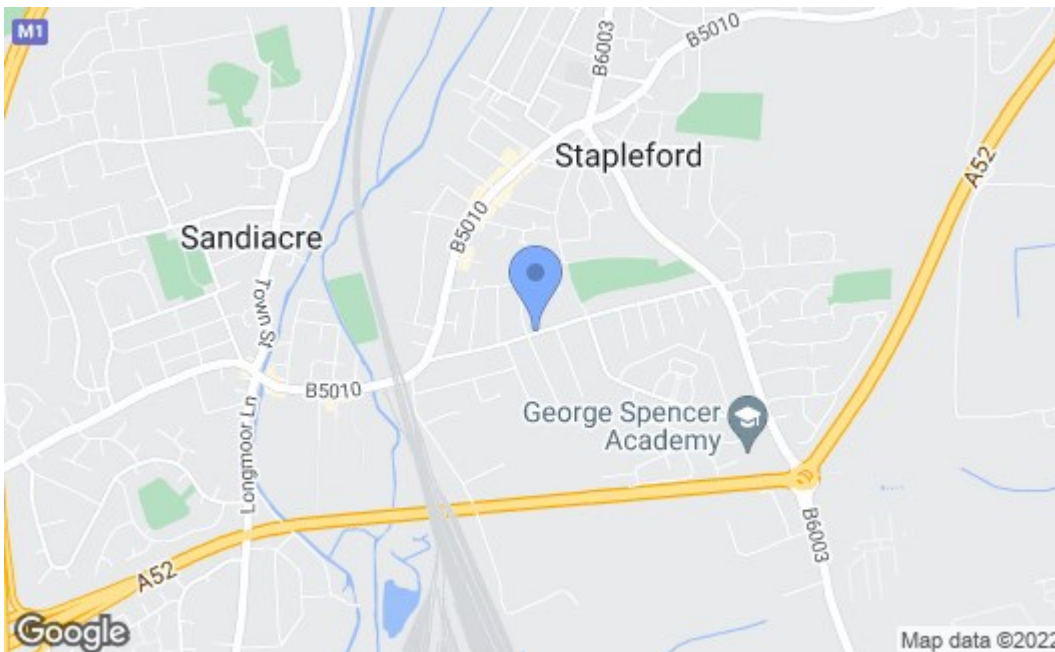 M1
B6003
B5010
Stapleford
A52
B5010
Sandiacre
Town St
B5010
George Spencer
Academy
Longmoor Ln
B6003
A52
Google
Map data ©2022